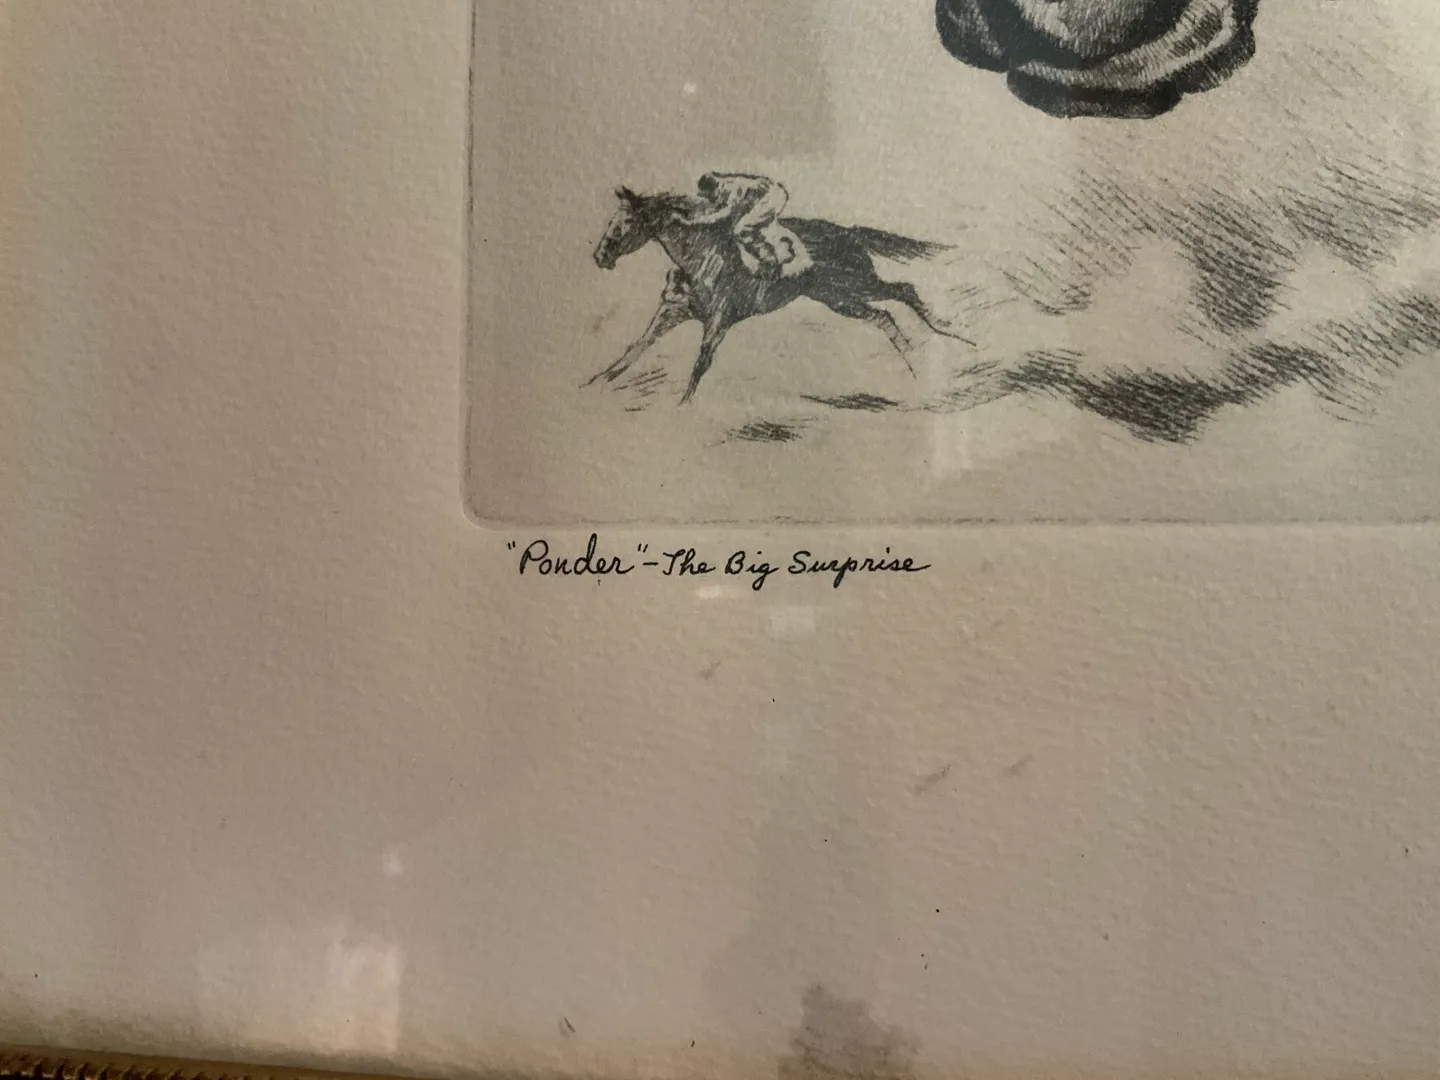 "Ponder" - The Big Surprise